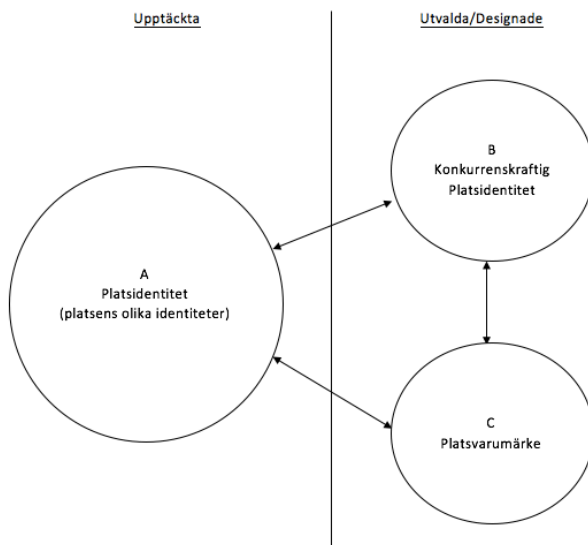 Upptäckta
Utvalda/Designade
A
Platsidentitet
(platsens olika identiteter)
B
Konkurrenskraftig
Platsidentitet
C
Platsvarumärke